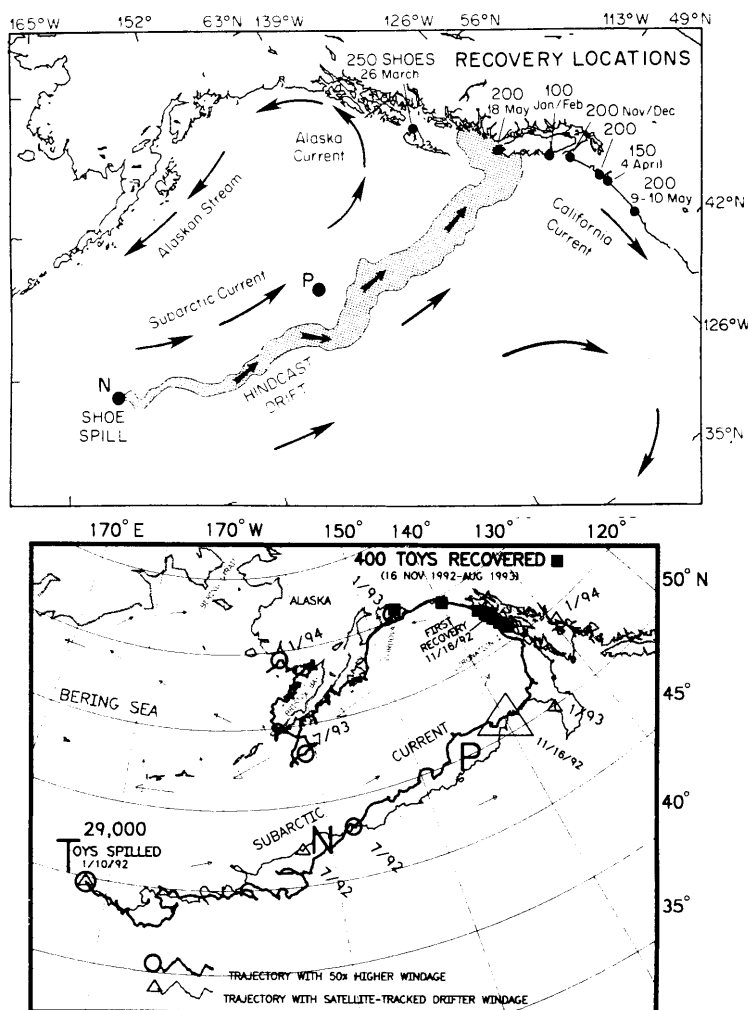 165°W 152° 63°N 139°W 126°W 56°N 113°W 49°N
250 SHOES
26 March
RECOVERY LOCATIONS
200
18 May
100
Jan/Feb
200 Nov/Dec
200
150
4 April
200
9-10 May
Alaska
Current
Alaskan Stream
42°N
California
Current
Subarctic Current
P
126°W
N
SHOE
SPILL
HINDCAST
DRIFT
35°N
170° E 170° W 150° 140° 130° 120°
400 TOYS RECOVERED
(16 NOV. 1992-AUG 1993)
50° N
ALASKA
1/93
1/94
1/94
FIRST
RECOVERY
11/16/92
BERING SEA
45°
7/93
1/93
CURRENT
P
11/16/92
40°
SUBARCTIC
N
29,000
TOYS SPILLED
1/10/92
7/92
7/92
35°
TRAJECTORY WITH 50% HIGHER WINDAGE
TRAJECTORY WITH SATELLITE-TRACKED DRIFTER WINDAGE